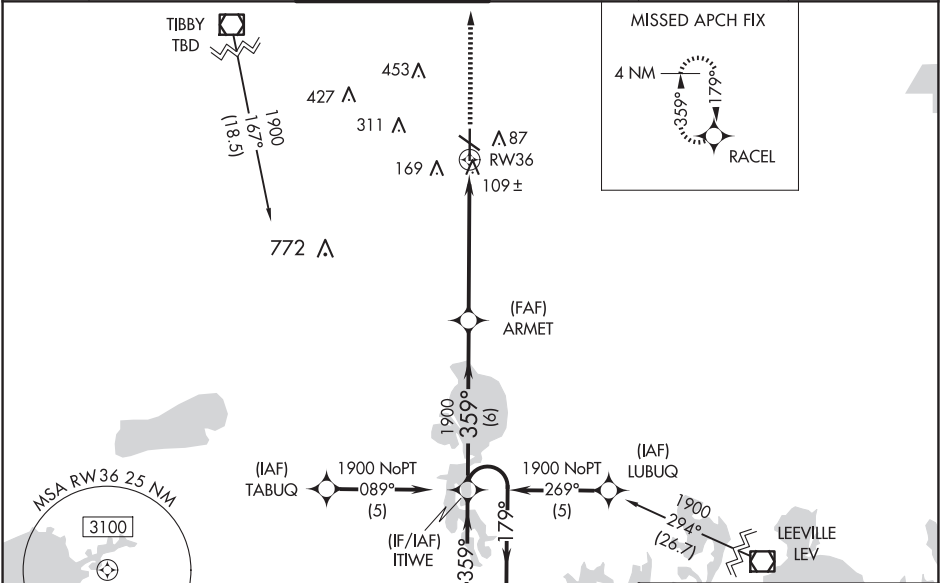 TIBBY
TBD
1900
167°
(18.5)
453
427
311
87
RW36
169
109 ±
772
MISSED APCH FIX
4 NM
359°
179°
RACEL
(FAF)
ARMET
1900
359°
(6)
(IAF)
TABUQ
1900 NoPT
089°
(5)
1900 NoPT
269°
(5)
(IAF)
LUBUQ
(IF/IAF)
ITIWE
359°
179°
1900
294°
(26.7)
LEEVILLE
LEV
MSA RW36 25 NM
3100